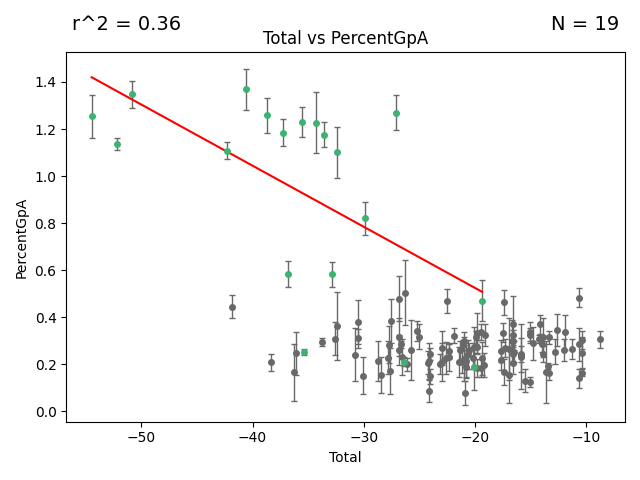 r^2 = 0.36
N = 19
Total vs PercentGpA
PercentGpA
1.4
1.2
1.0
0.8
0.6
0.4
0.2
0.0
−50
−40
−30
−20
−10
Total